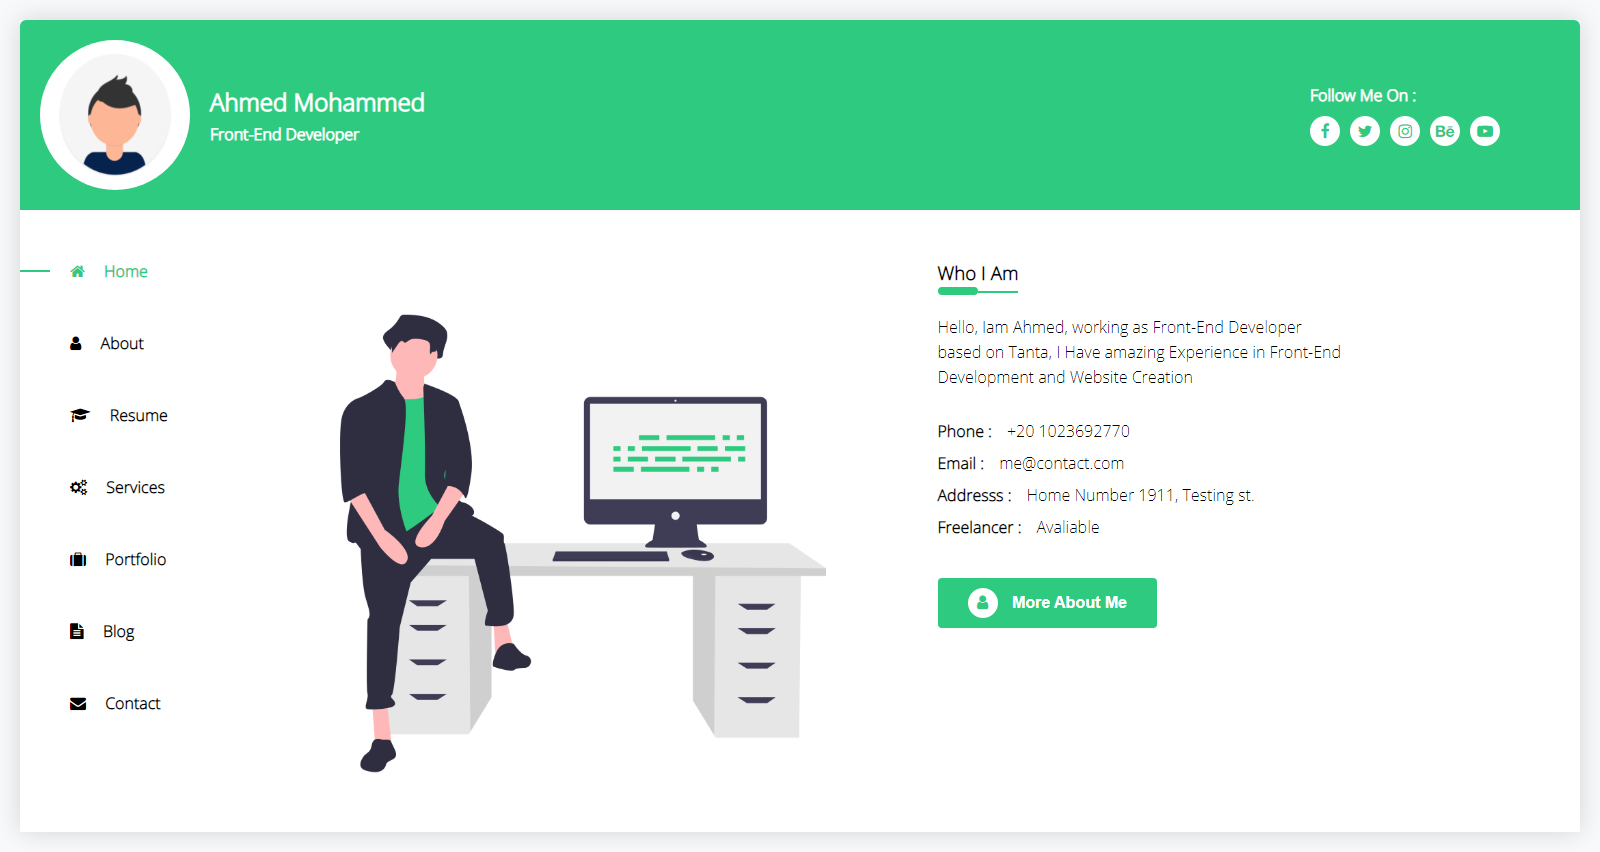 Ahmed Mohammed
Front-End Developer
Follow Me On :
Bē
Home
About
Resume
Services
Portfolio
Blog
Contact
Who I Am
Hello, Iam Ahmed, working as Front-End Developer
based on Tanta, I Have amazing Experience in Front-End
Development and Website Creation
Phone : +20 1023692770
Email : me@contact.com
Addresss : Home Number 1911, Testing st.
Freelancer : Avaliable
More About Me